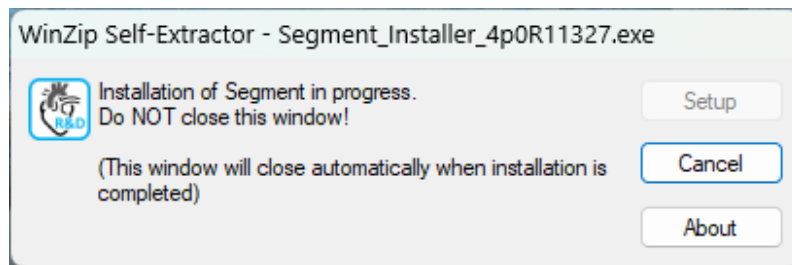 WinZip Self-Extractor - Segment_Installer_4p0R11327.exe
Installation of Segment in progress.
Do NOT close this window!
(This window will close automatically when installation is
completed)
R&D
Setup
Cancel
About